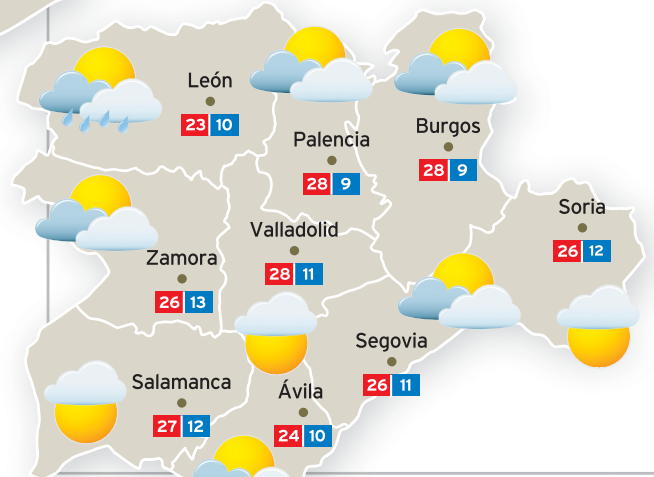 León
23 10
Palencia
28 9
Burgos
28 9
Soria
26 12
Valladolid
28 11
Zamora
26 13
Segovia
26 11
Salamanca
27 12
Ávila
24 10